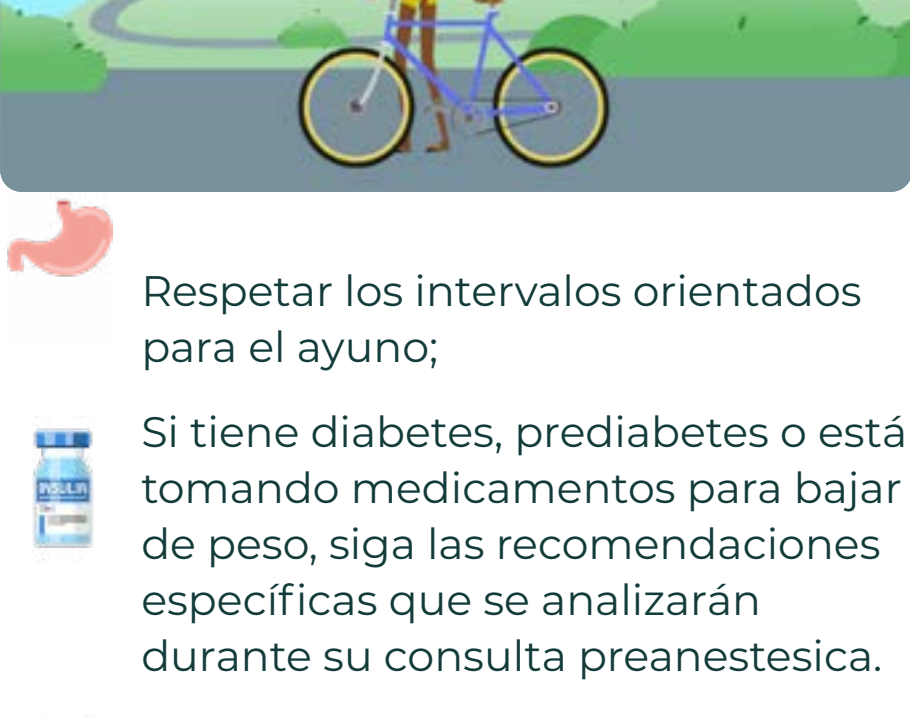 Respetar los intervalos orientados
para el ayuno;
INSULIN
Si tiene diabetes, prediabetes o está
tomando medicamentos para bajar
de peso, siga las recomendaciones
específicas que se analizarán
durante su consulta preanestesica.